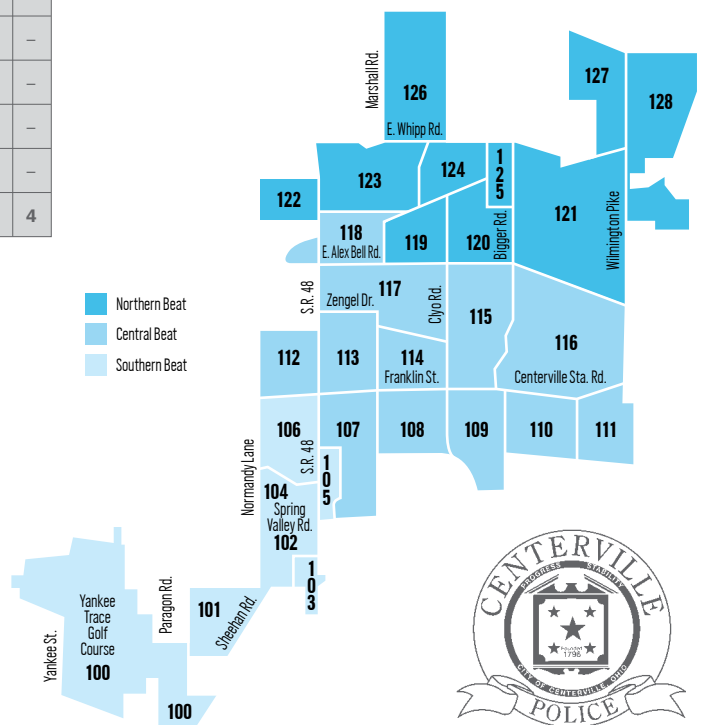 –
–
–
–
4
Marshall Rd.
126
E. Whipp Rd.
127
128
123
124
1
2
5
122
121
Wilmington Pike
118
E. Alex Bell Rd.
119
120
Bigger Rd.
S.R. 48
Zengel Dr.
117
Clyo Rd.
115
116
Centerville Sta. Rd.
Northern Beat
Central Beat
Southern Beat
112
113
114
Franklin St.
106
S.R. 48
107
108
109
110
111
Normandy Lane
1
0
5
104
Spring
Valley Rd.
102
1
0
3
101
Sheehan Rd.
Paragon Rd.
Yankee St.
Yankee
Trace
Golf
Course
100
100
CENTERVILLE
PROGRESS STABILITY
Founded
1796
CITY OF CENTERVILLE, OHIO
POLICE